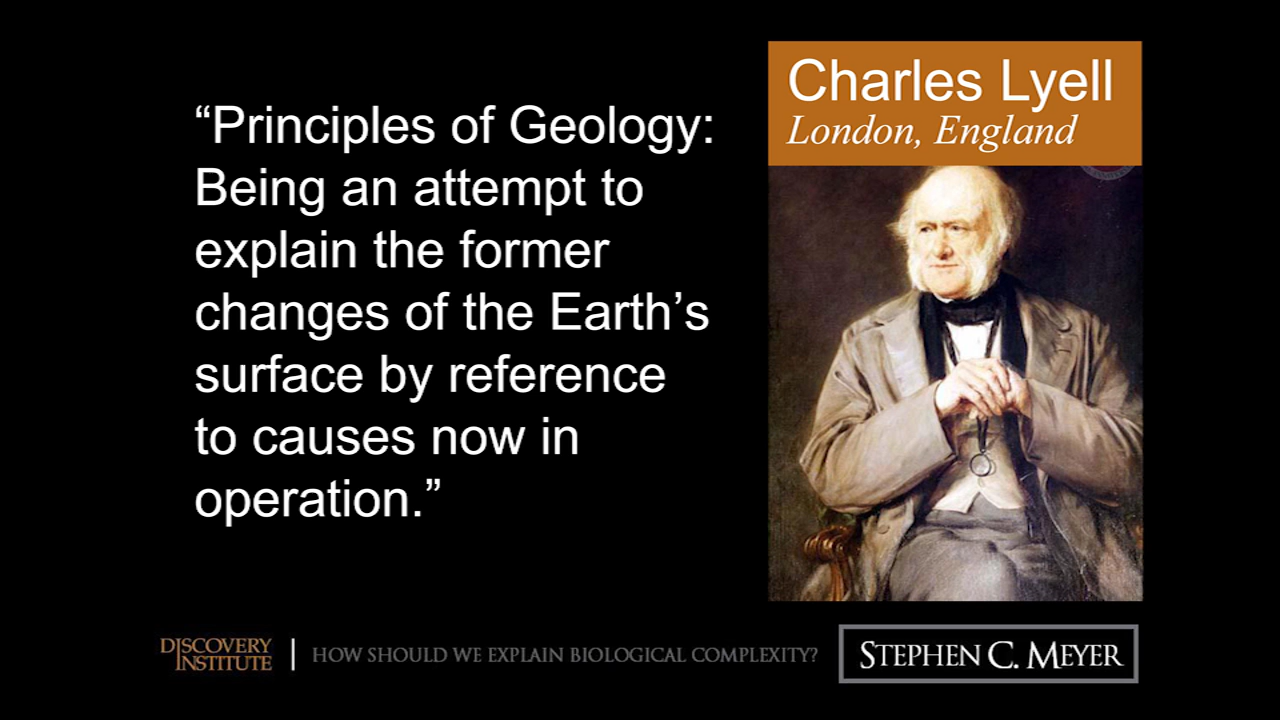 “Principles of Geology:
Being an attempt to
explain the former
changes of the Earth’s
surface by reference
to causes now in
operation.”
Charles Lyell
London, England
DISCOVERY
INSTITUTE
HOW SHOULD WE EXPLAIN BIOLOGICAL COMPLEXITY?
STEPHEN C. MEYER